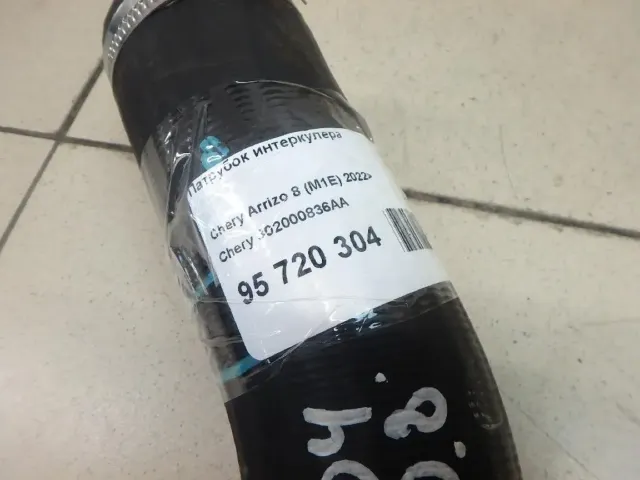 Патрубок интеркулера
Chery Arrizo 8 (M1E) 2022>
Chery 302000836AA
95 720 304